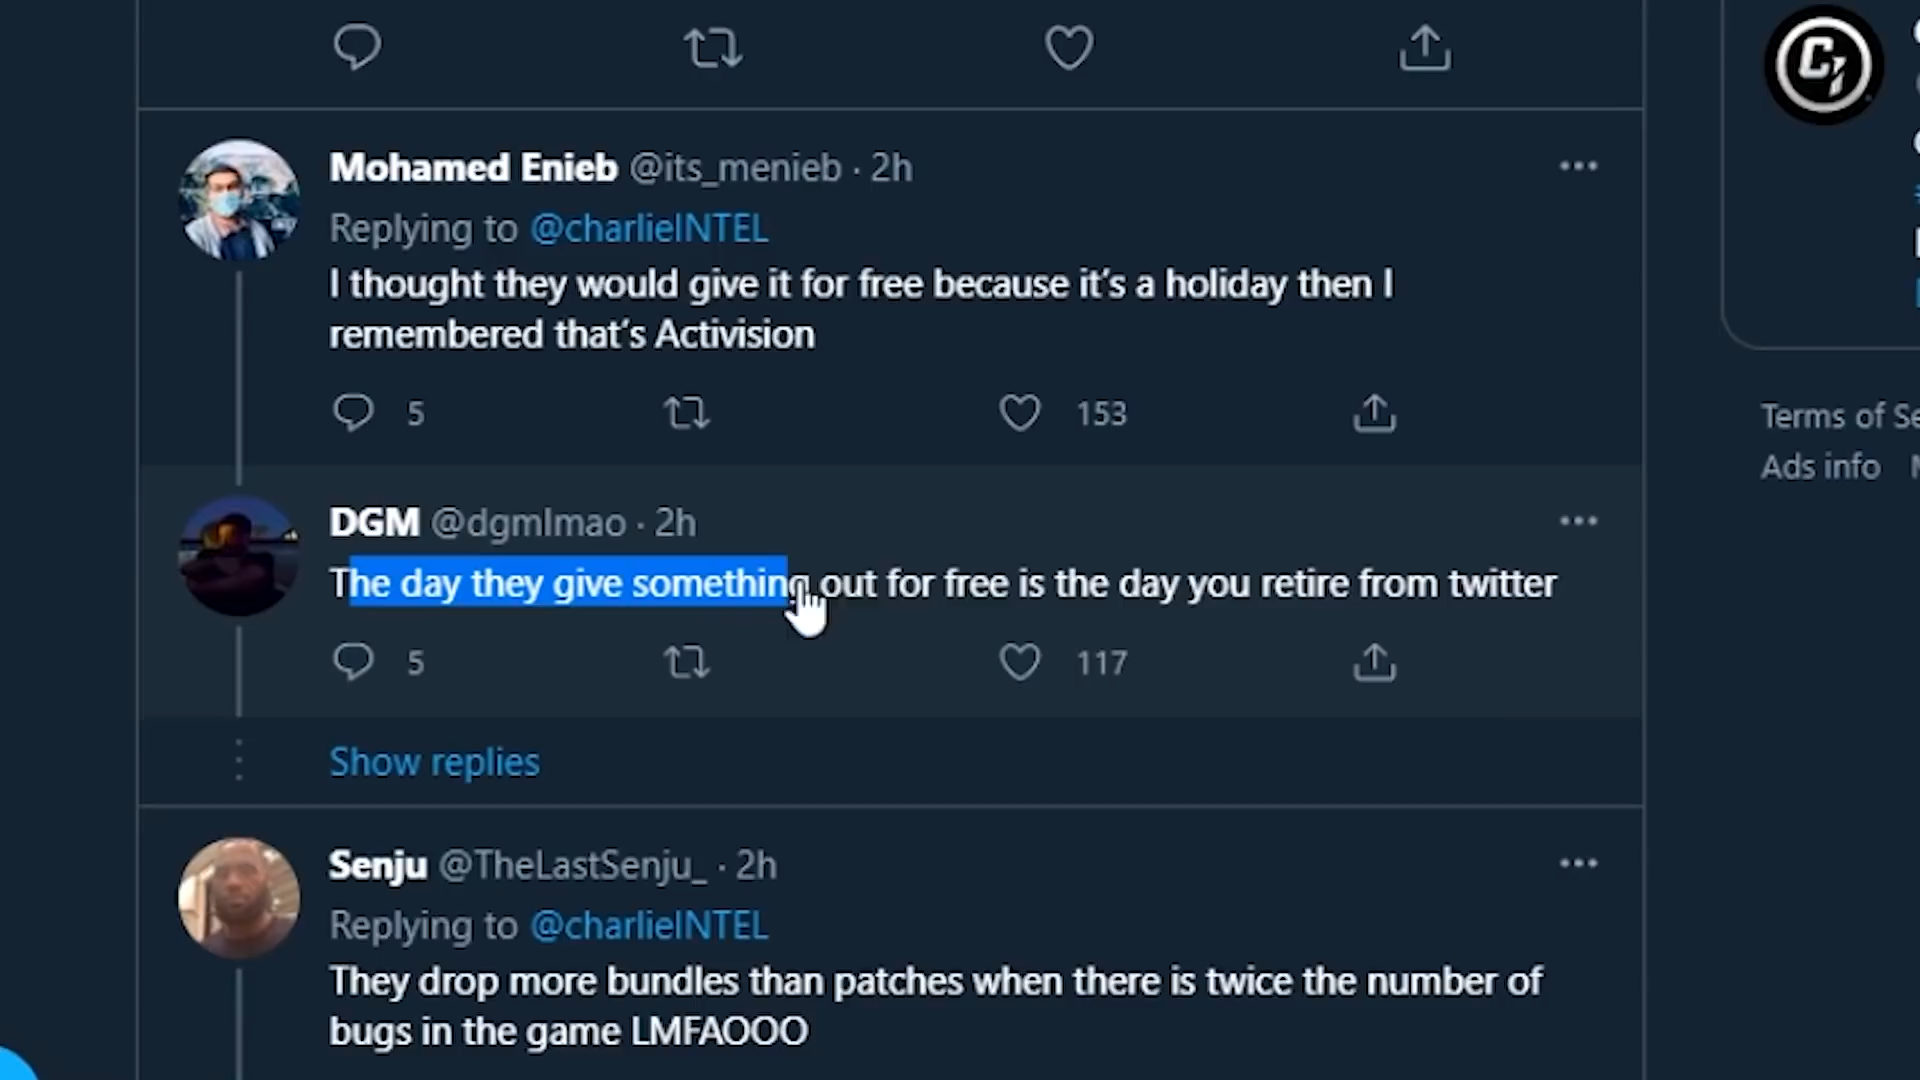 Mohamed Enieb @its_menieb · 2h
Replying to @charlieINTEL
I thought they would give it for free because it's a holiday then I
remembered that's Activision
5 153
DGM @dgmlmao · 2h
The day they give something out for free is the day you retire from twitter
5 117
Show replies
Senju @TheLastSenju_ · 2h
Replying to @charlieINTEL
They drop more bundles than patches when there is twice the number of
bugs in the game LMFAOOO
Terms of
Ads info